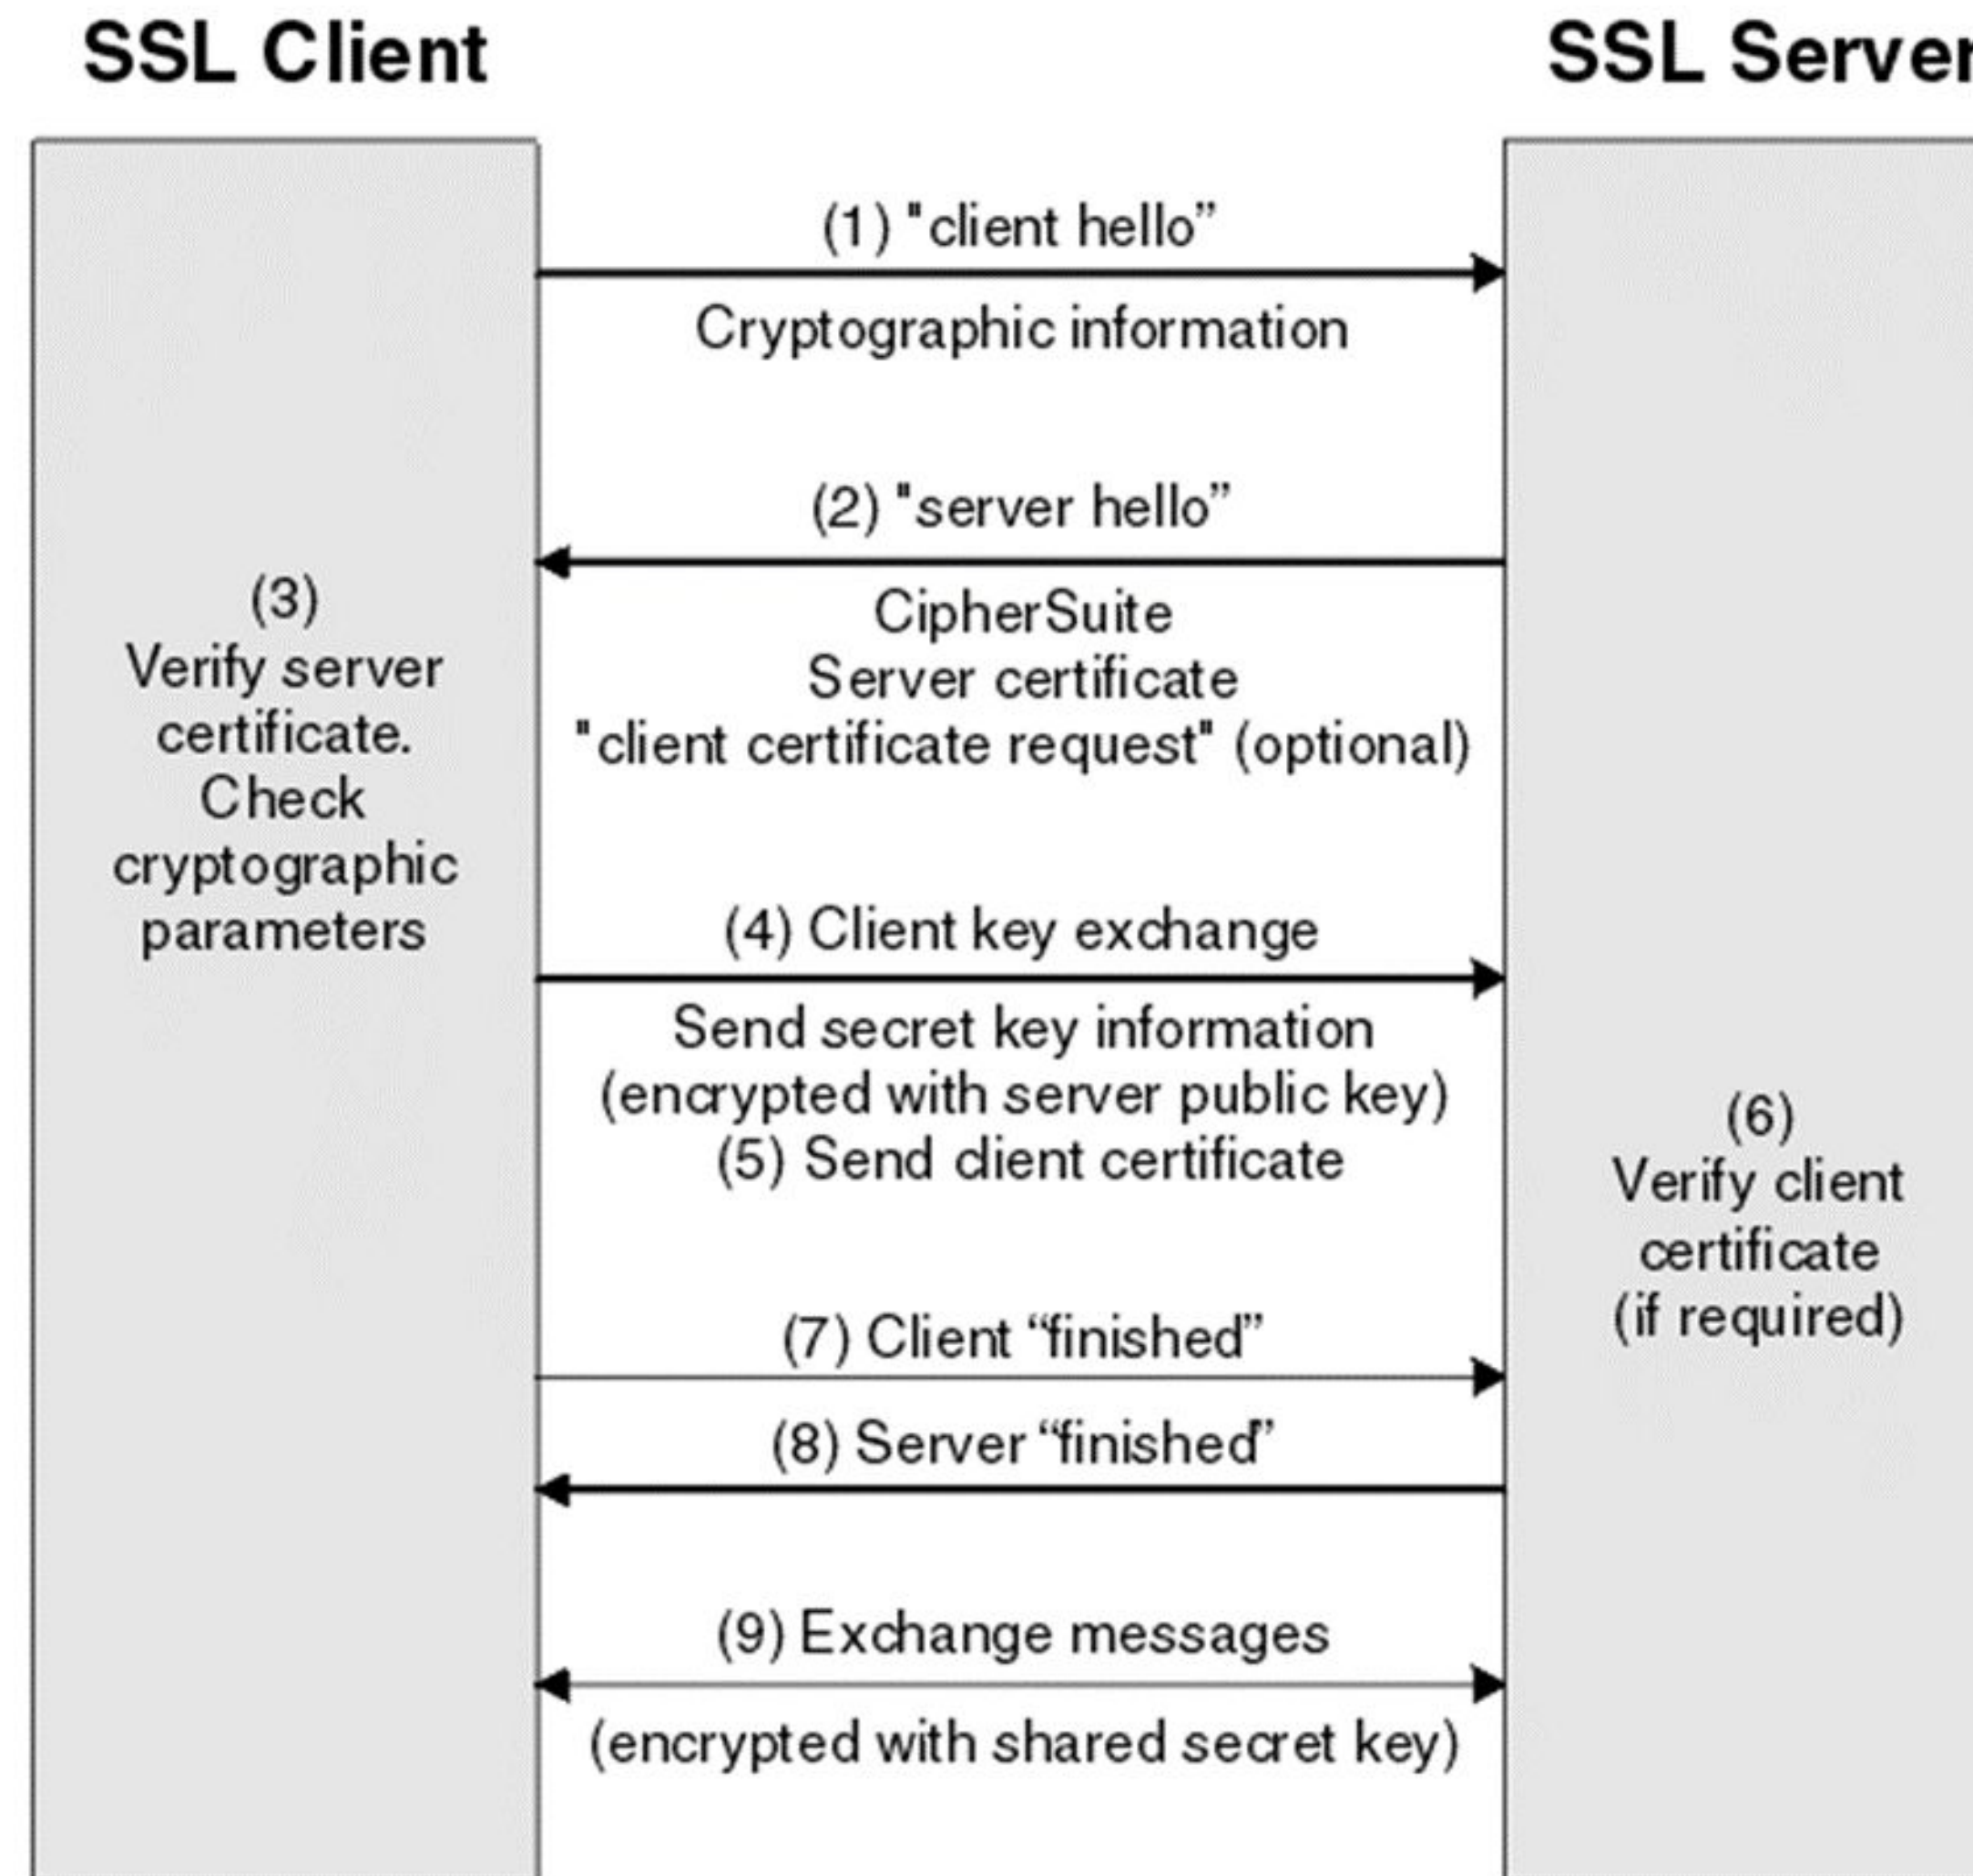 SSL Client
SSL Server
(1) "client hello”
Cryptographic information
(2) "server hello”
CipherSuite
Server certificate
"client certificate request" (optional)
(3)
Verify server
certificate.
Check
cryptographic
parameters
(4) Client key exchange
Send secret key information
(encrypted with server public key)
(5) Send client certificate
(6)
Verify client
certificate
(if required)
(7) Client “finished”
(8) Server “finished”
(9) Exchange messages
(encrypted with shared secret key)